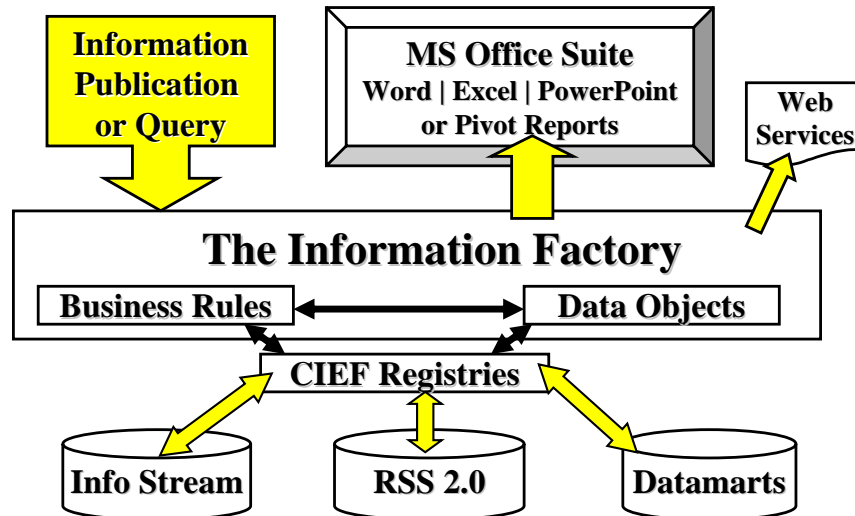 Information
Publication
or Query
MS Office Suite
Word | Excel | PowerPoint
or Pivot Reports
Web
Services
The Information Factory
Business Rules
Data Objects
CIEF Registries
Info Stream
RSS 2.0
Datamarts